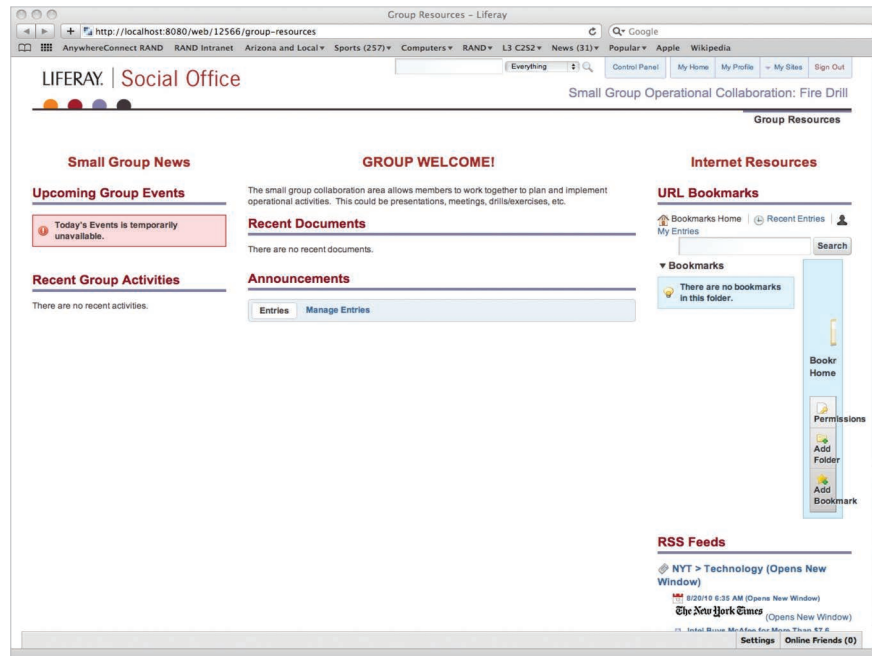 Group Resources – Liferay
http://localhost:8080/web/12566/group-resources
Google
AnywhereConnect RAND RAND Intranet Arizona and Local Sports (257) Computers RAND L3 C2S2 News (31) Popular Apple Wikipedia
LIFERAY. | Social Office
Everything
Control Panel My Home My Profile My Sites Sign Out
Small Group Operational Collaboration: Fire Drill
Group Resources
Small Group News
Upcoming Group Events
Today's Events is temporarily
unavailable.
Recent Group Activities
There are no recent activities.
GROUP WELCOME!
The small group collaboration area allows members to work together to plan and implement
operational activities. This could be presentations, meetings, drills/exercises, etc.
Recent Documents
There are no recent documents.
Announcements
Entries Manage Entries
Internet Resources
URL Bookmarks
Bookmarks Home | Recent Entries |
My Entries
Search
Bookmarks
There are no bookmarks
in this folder.
Bookr
Home
Permissions
Add
Folder
Add
Bookmark
RSS Feeds
NYT > Technology (Opens New
Window)
8/20/10 6:35 AM (Opens New Window)
The New York Times (Opens New Window)
Intel Buys McAfee for More Than $7.6
Settings Online Friends (0)